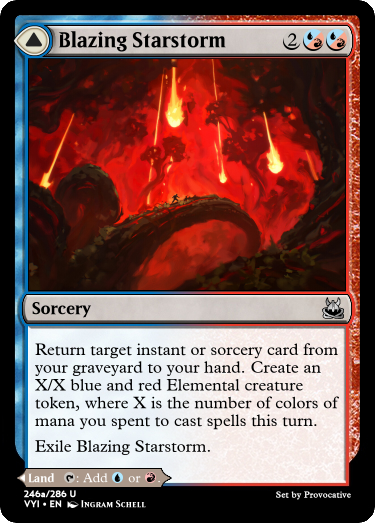 Blazing Starstorm 2
Sorcery
Return target instant or sorcery card from
your graveyard to your hand. Create an
X/X blue and red Elemental creature
token, where X is the number of colors of
mana you spent to cast spells this turn.
Exile Blazing Starstorm.
Land : Add or .
246a/286 U
VYI • EN Ingram Schell
Set by Provocative